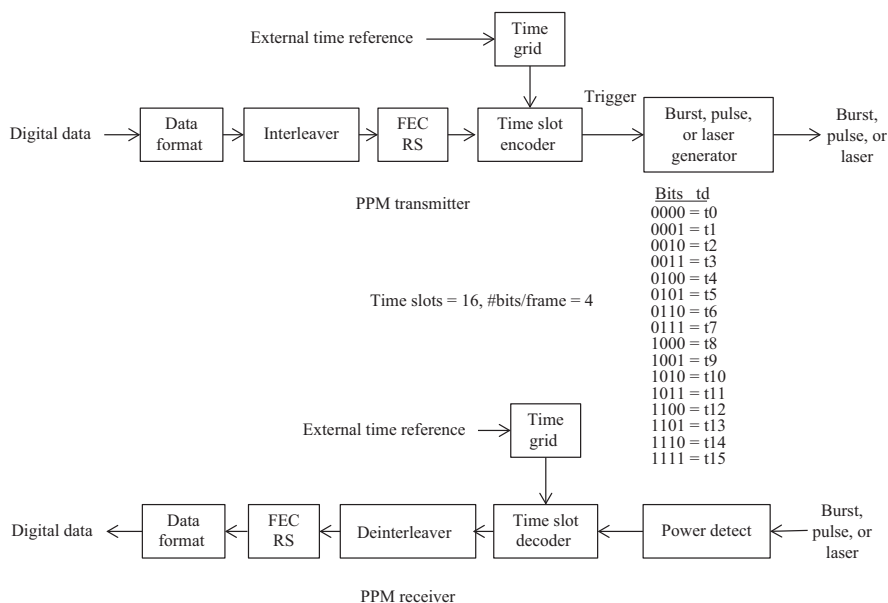 External time reference
Time
grid
Trigger
Digital data
Data
format
Interleaver
FEC
RS
Time slot
encoder
Burst, pulse,
or laser
generator
Burst,
pulse, or
laser
PPM transmitter
Bits td
0000 = t0
0001 = t1
0010 = t2
0011 = t3
0100 = t4
0101 = t5
0110 = t6
0111 = t7
1000 = t8
1001 = t9
1010 = t10
1011 = t11
1100 = t12
1101 = t13
1110 = t14
1111 = t15
Time slots = 16, #bits/frame = 4
External time reference
Time
grid
Digital data
Data
format
FEC
RS
Deinterleaver
Time slot
decoder
Power detect
Burst,
pulse, or
laser
PPM receiver